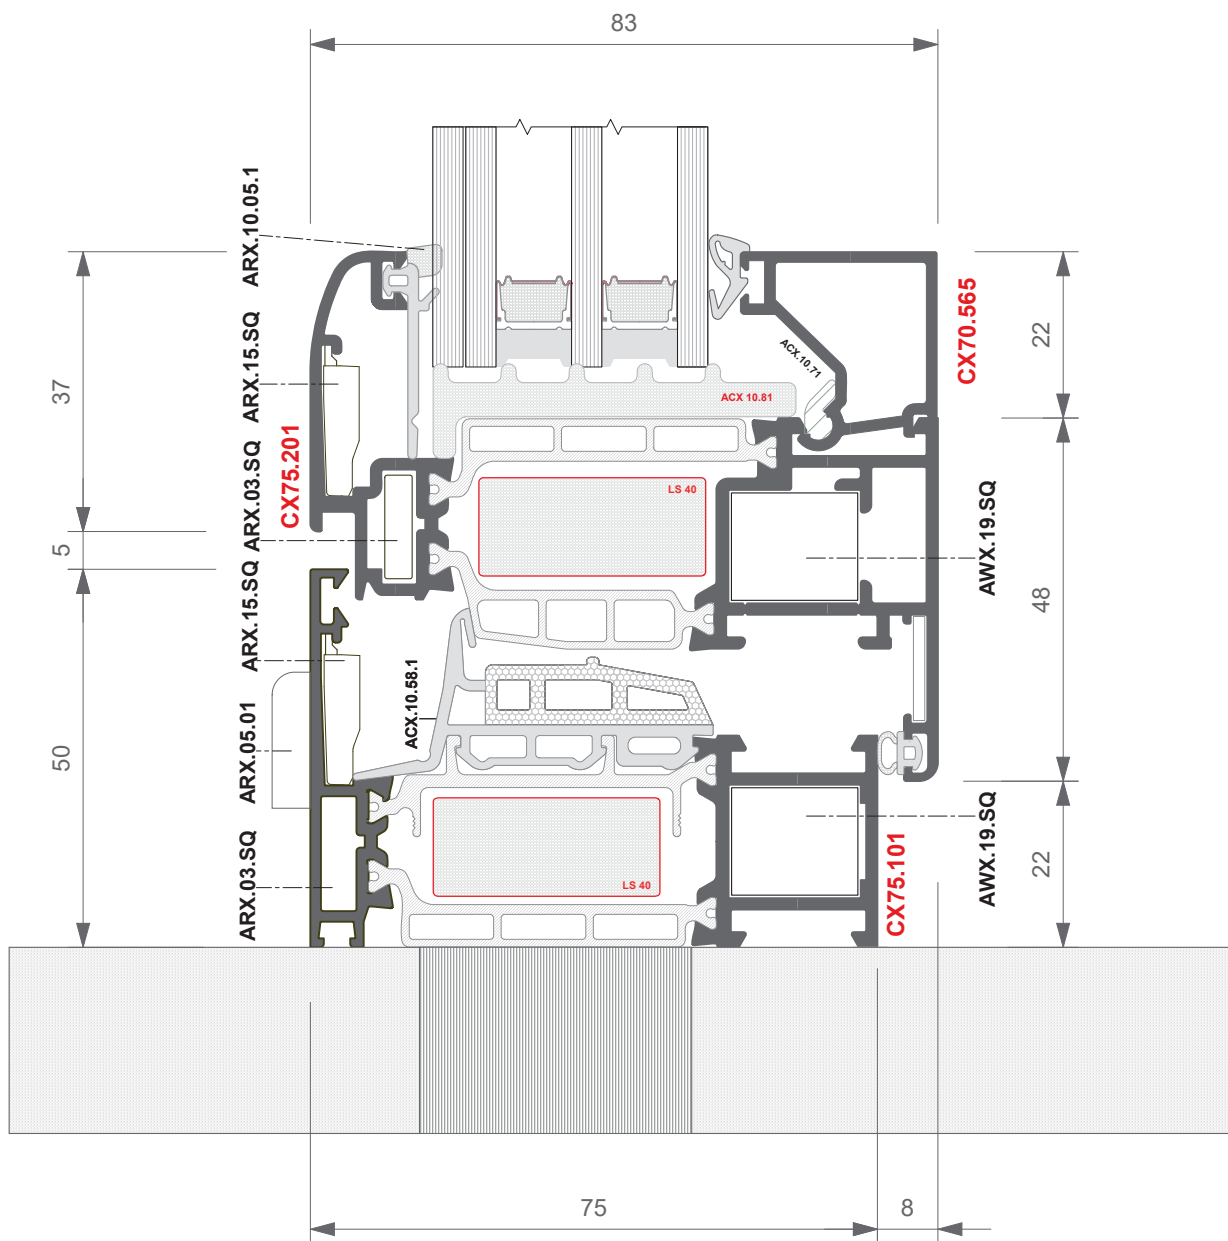 83
ARX.10.05.1
ARX.15.SQ
ARX.03.SQ
ARX.15.SQ
ARX.05.01
ARX.03.SQ
CX75.201
37
5
50
ACX.10.71
ACX 10.81
LS 40
ACX.10.58.1
LS 40
CX70.565
AWX.19.SQ
AWX.19.SQ
CX75.101
22
48
22
75
8